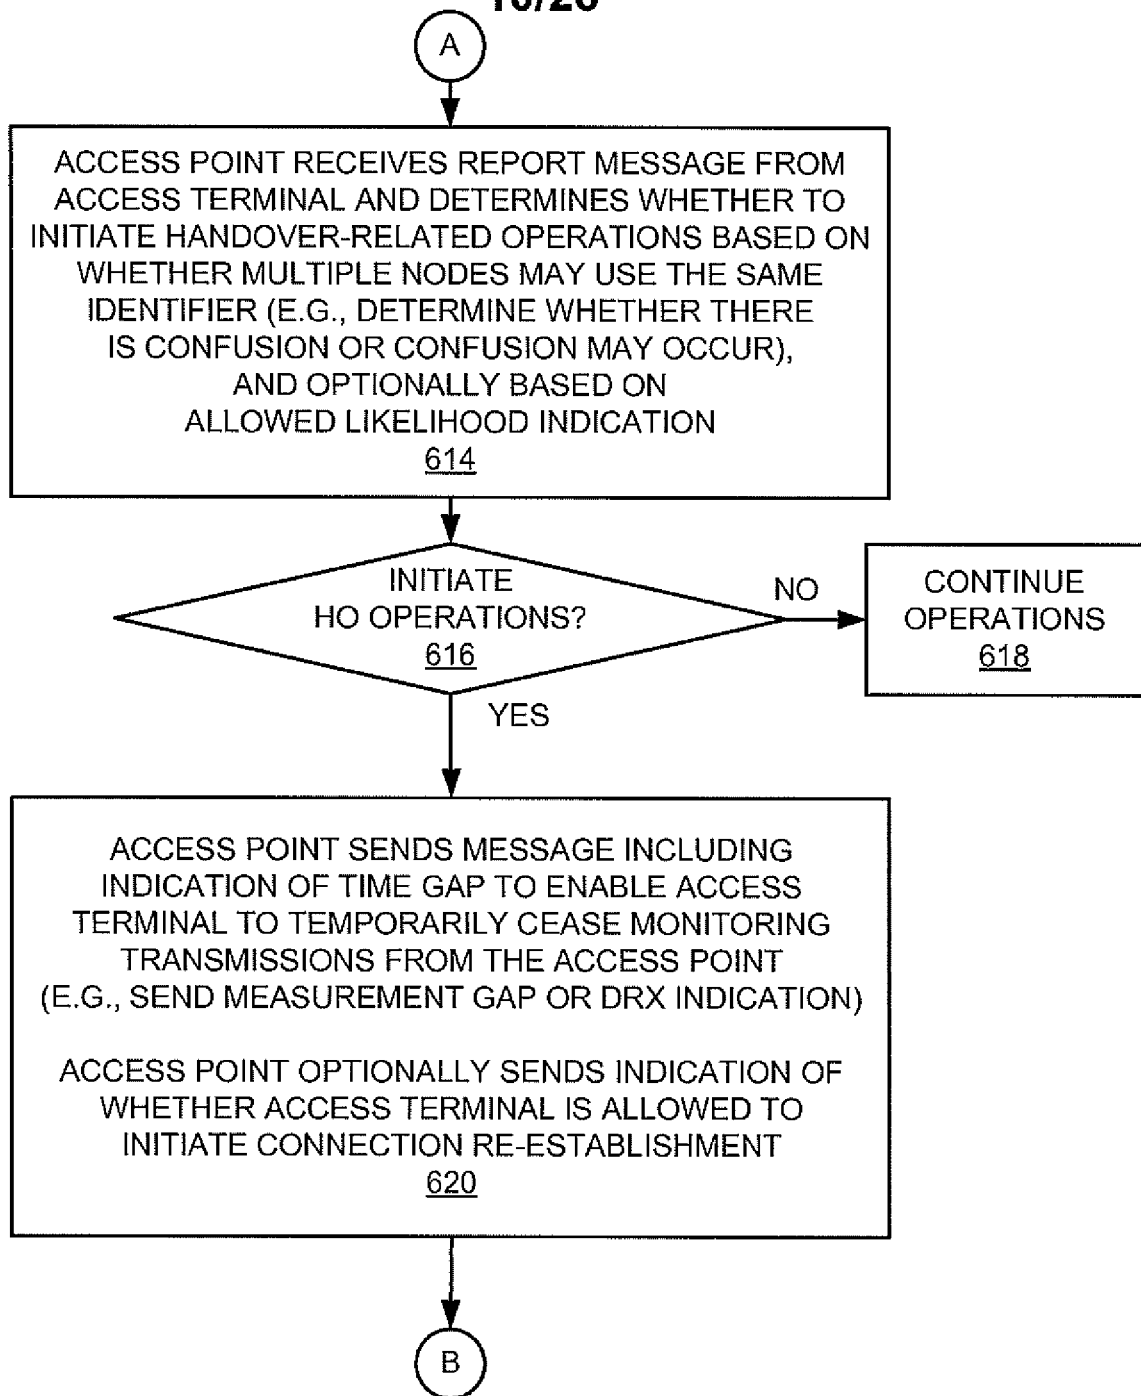 A
ACCESS POINT RECEIVES REPORT MESSAGE FROM
ACCESS TERMINAL AND DETERMINES WHETHER TO
INITIATE HANDOVER-RELATED OPERATIONS BASED ON
WHETHER MULTIPLE NODES MAY USE THE SAME
IDENTIFIER (E.G., DETERMINE WHETHER THERE
IS CONFUSION OR CONFUSION MAY OCCUR),
AND OPTIONALLY BASED ON
ALLOWED LIKELIHOOD INDICATION
614
INITIATE
HO OPERATIONS?
616
NO
CONTINUE
OPERATIONS
618
YES
ACCESS POINT SENDS MESSAGE INCLUDING
INDICATION OF TIME GAP TO ENABLE ACCESS
TERMINAL TO TEMPORARILY CEASE MONITORING
TRANSMISSIONS FROM THE ACCESS POINT
(E.G., SEND MEASUREMENT GAP OR DRX INDICATION)
ACCESS POINT OPTIONALLY SENDS INDICATION OF
WHETHER ACCESS TERMINAL IS ALLOWED TO
INITIATE CONNECTION RE-ESTABLISHMENT
620
B